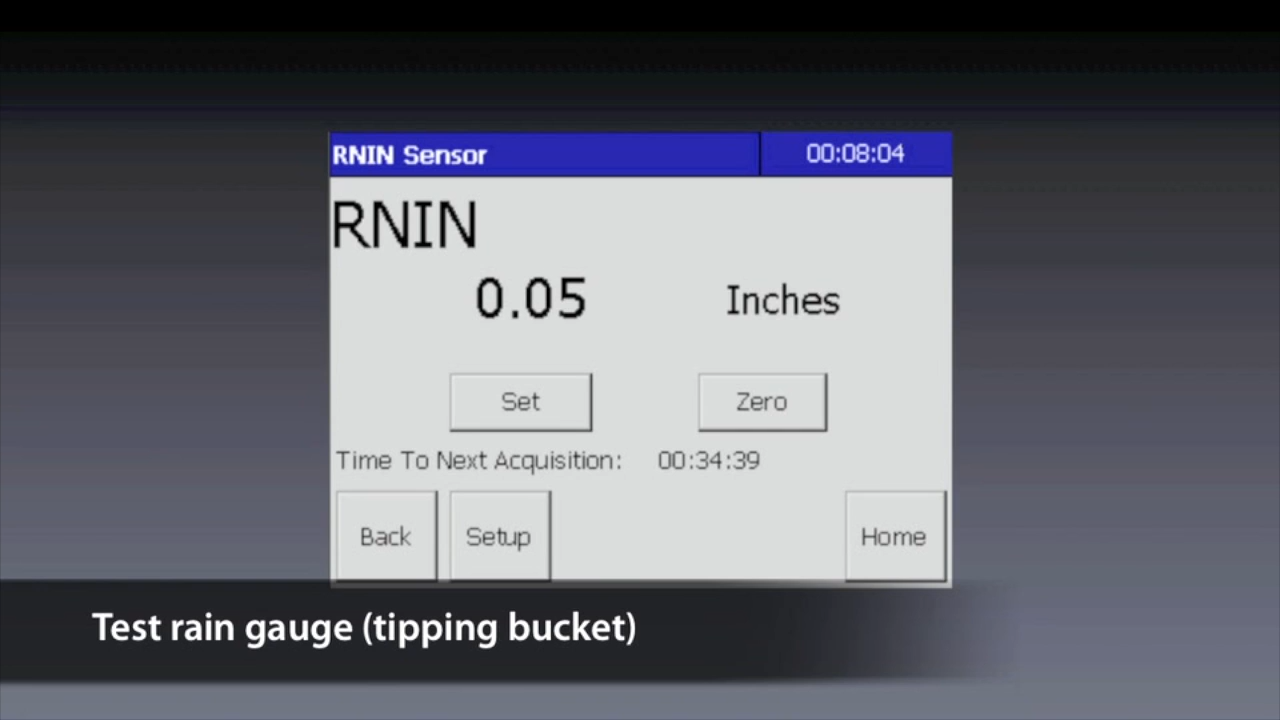 RNIN Sensor 00:08:04
RNIN
0.05 Inches
Set Zero
Time To Next Acquisition: 00:34:39
Back Setup Home
Test rain gauge (tipping bucket)